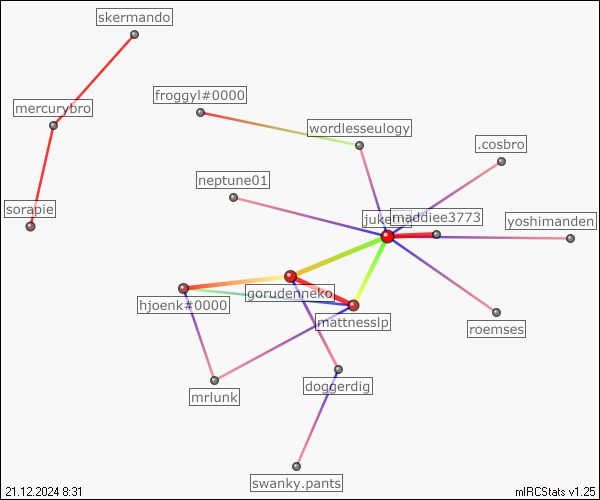 skermando
froggyl#0000
mercurybro
wordlesseulogy
.cosbro
neptune01
sorapie
maddiee3773
yoshimanden
gorudenneko
hjoenk#0000
mattnesslp
roemses
doggerdig
mrlunk
swanky.pants
21.12.2024 8:31
mIRCStats v1.25